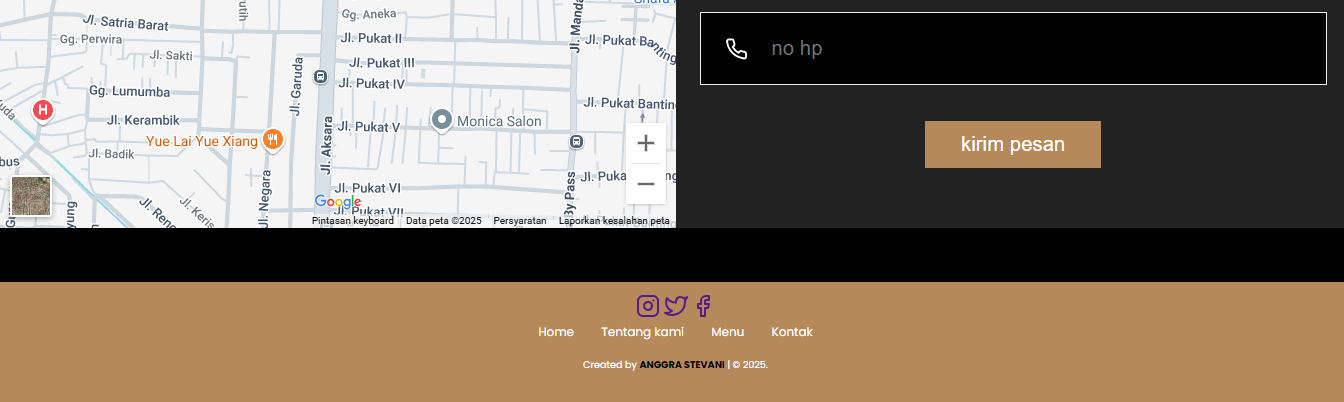 Jl. Satria Barat
Gg. Perwira
Jl. Sakti
Gg. Lumumba
Jl. Kerambik
Yue Lai Yue Xiang
Jl. Badik
H
Jl. Keris
Jl. Negara
Jl. Garuda
Jl. Aksara
Gg. Aneka
Jl. Pukat II
Jl. Pukat III
Jl. Pukat IV
Jl. Pukat V
Monica Salon
Jl. Pukat VI
Jl. Pukat VII
Jl. Pukat Banting
Jl. Pukat Banting
By Pass
Google
Pintasan keyboard
Data peta ©2025
Persyaratan
Laporkan kesalahan peta
no hp
kirim pesan
Home Tentang kami Menu Kontak
Created by ANGGRA STEVANI | © 2025.